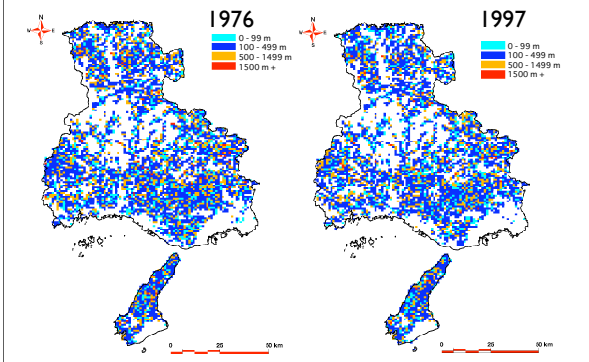 1976
N
W E
S
0 - 99 m
100 - 499 m
500 - 1499 m
1500 m +
0 25 50 km
1997
N
W E
S
0 - 99 m
100 - 499 m
500 - 1499 m
1500 m +
0 25 50 km